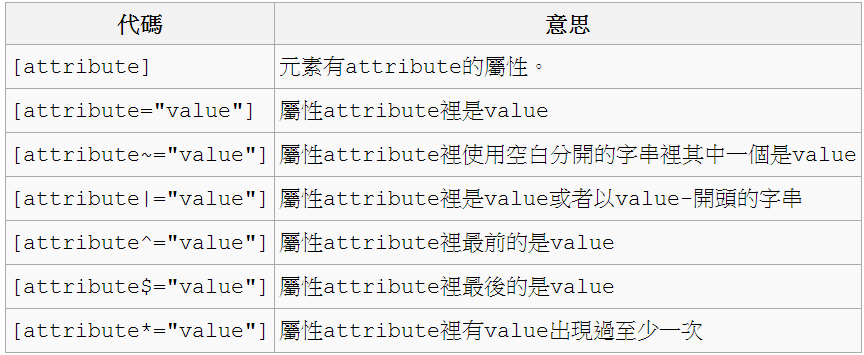 代碼 意思
[attribute] 元素有attribute的屬性。
[attribute="value"] 屬性attribute裡是value
[attribute~="value"] 屬性attribute裡使用空白分開的字串裡其中一個是value
[attribute|="value"] 屬性attribute裡是value或者以value-開頭的字串
[attribute^="value"] 屬性attribute裡最前的是value
[attribute$="value"] 屬性attribute裡最後的是value
[attribute*="value"] 屬性attribute裡有value出現過至少一次